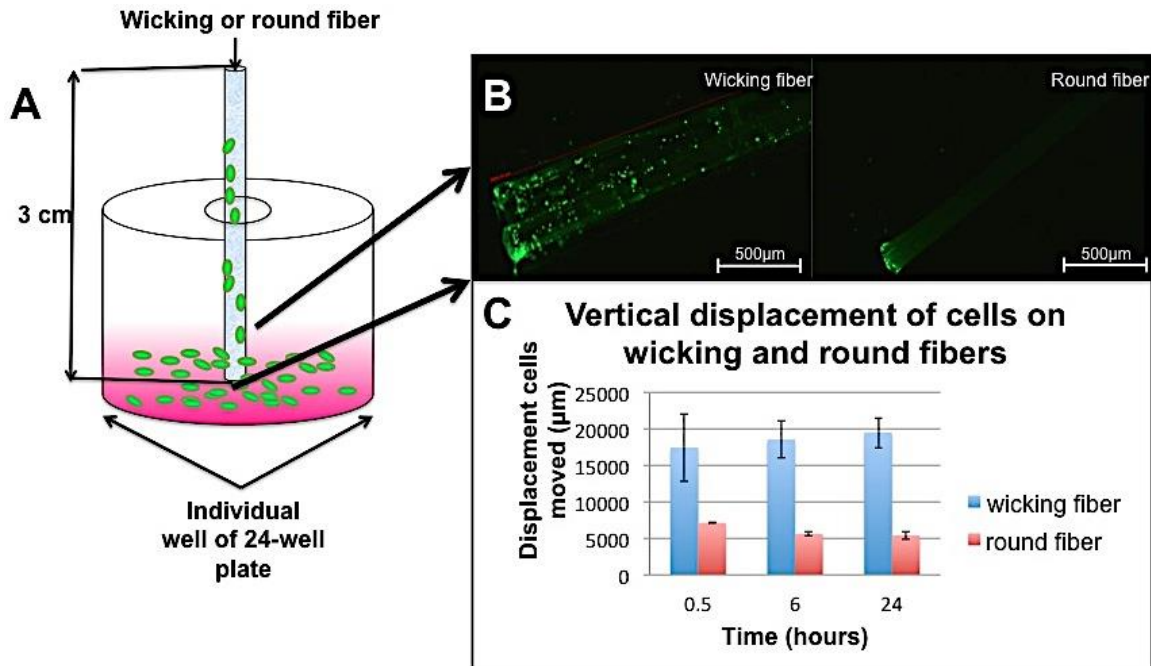 Wicking or round fiber
A
3 cm
Individual
well of 24-well
plate
B
Wicking fiber
500µm
Round fiber
500µm
C
Vertical displacement of cells on
wicking and round fibers
Displacement cells
moved (µm)
25000
20000
15000
10000
5000
0
0.5 6 24
Time (hours)
wicking fiber
round fiber